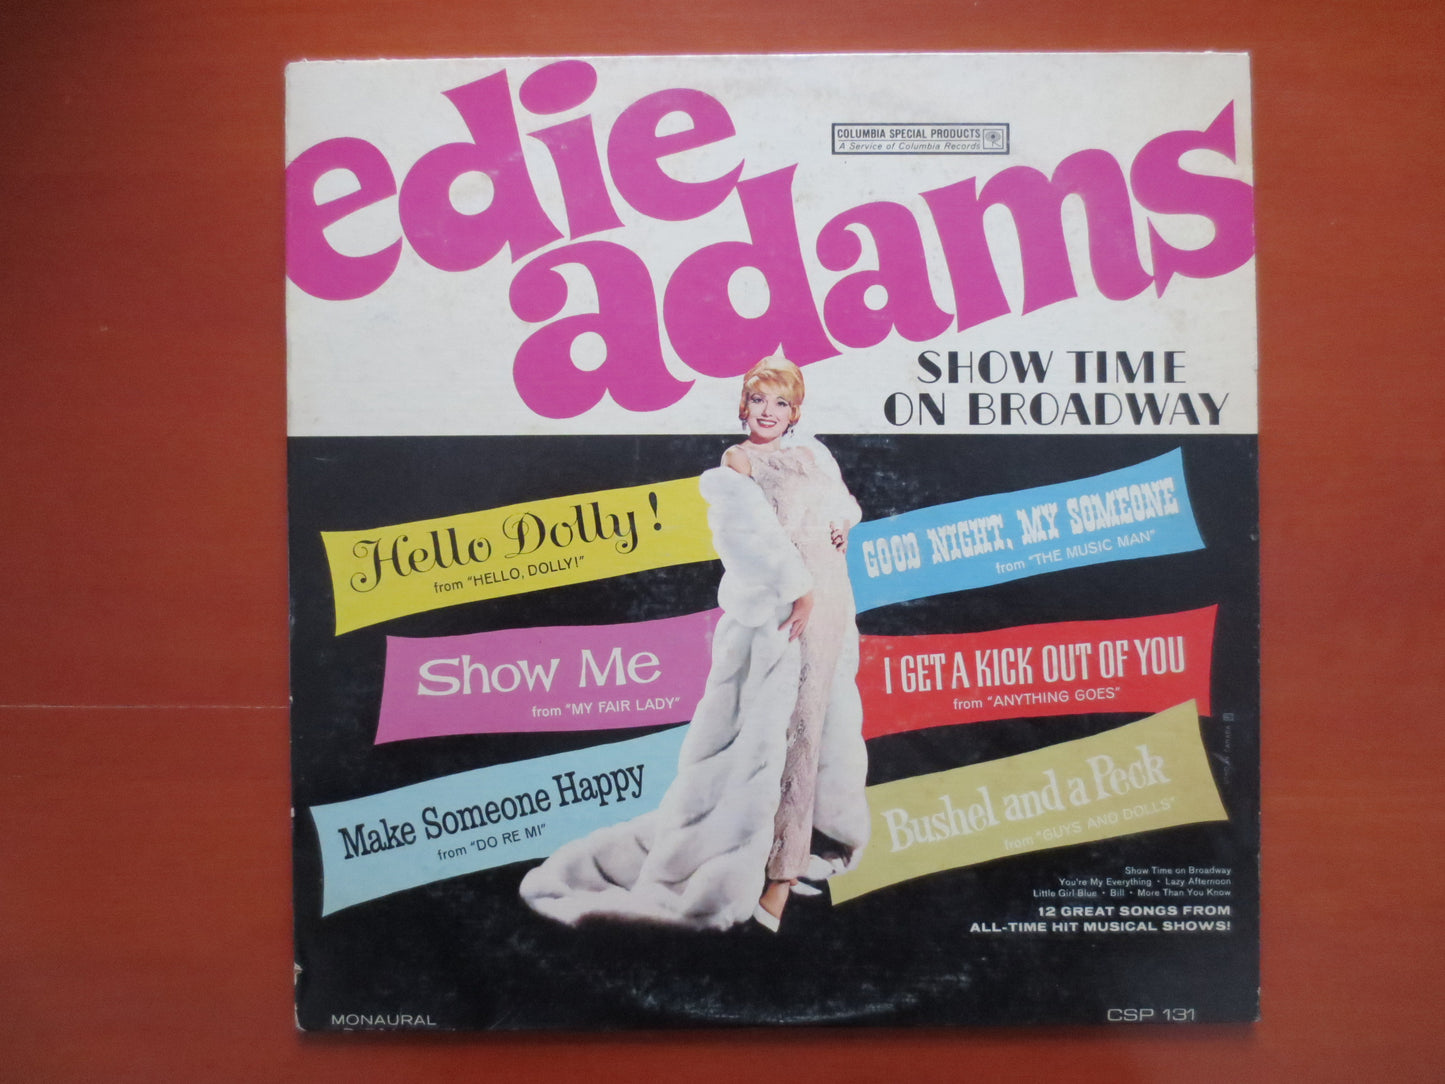 edie
adams
COLUMBIA SPECIAL PRODUCTS
A Service of Columbia Records
SHOW TIME
ON BROADWAY
Hello Dolly!
from "HELLO, DOLLY!"
GOOD NIGHT, MY SOMEONE
from "THE MUSIC MAN"
Show Me
from "MY FAIR LADY"
I GET A KICK OUT OF YOU
from "ANYTHING GOES"
Make Someone Happy
from "DO RE MI"
Bushel and a Peck
from "GUYS AND DOLLS"
CANADA
Show Time on Broadway
You're My Everything • Lazy Afternoon
Little Girl Blue • Bill • More Than You Know
12 GREAT SONGS FROM
ALL-TIME HIT MUSICAL SHOWS!
MONAURAL
CSP 131